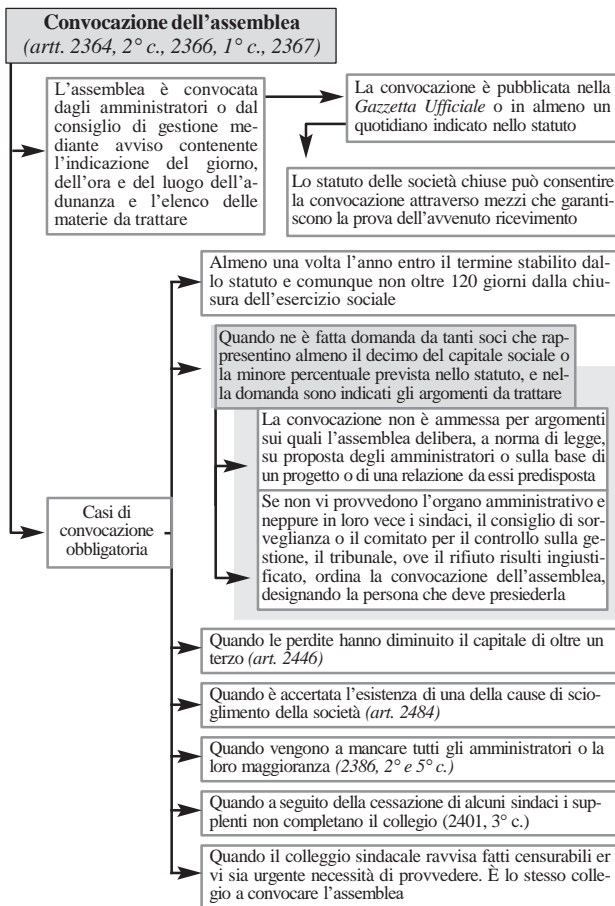 Convocazione dell'assemblea
(artt. 2364, 2° c., 2366, 1° c., 2367)
L'assemblea è convocata
dagli amministratori o dal
consiglio di gestione me-
diante avviso contenente
l'indicazione del giorno,
dell'ora e del luogo dell'a-
dunanza e l'elenco delle
materie da trattare
La convocazione è pubblicata nella
Gazzetta Ufficiale o in almeno un
quotidiano indicato nello statuto
Lo statuto delle società chiuse può consentire
la convocazione attraverso mezzi che garanti-
scono la prova dell'avvenuto ricevimento
Casi di
convocazione
obbligatoria
Almeno una volta l'anno entro il termine stabilito dal-
lo statuto e comunque non oltre 120 giorni dalla chiu-
sura dell'esercizio sociale
Quando ne è fatta domanda da tanti soci che rap-
presentino almeno il decimo del capitale sociale o
la minore percentuale prevista nello statuto, e nel-
la domanda sono indicati gli argomenti da trattare
La convocazione non è ammessa per argomenti
sui quali l'assemblea delibera, a norma di legge,
su proposta degli amministratori o sulla base di
un progetto o di una relazione da essi predisposta
Se non vi provvedono l'organo amministrativo e
neppure in loro vece i sindaci, il consiglio di sor-
veglianza o il comitato per il controllo sulla ge-
stione, il tribunale, ove il rifiuto risulti ingiusti-
ficato, ordina la convocazione dell'assemblea,
designando la persona che deve presiederla
Quando le perdite hanno diminuito il capitale di oltre un
terzo (art. 2446)
Quando è accertata l'esistenza di una della cause di scio-
glimento della società (art. 2484)
Quando vengono a mancare tutti gli amministratori o la
loro maggioranza (2386, 2° e 5° c.)
Quando a seguito della cessazione di alcuni sindaci i sup-
plenti non completano il collegio (2401, 3° c.)
Quando il colleggio sindacale ravvisa fatti censurabili er
vi sia urgente necessità di provvedere. È lo stesso colle-
gio a convocare l'assemblea